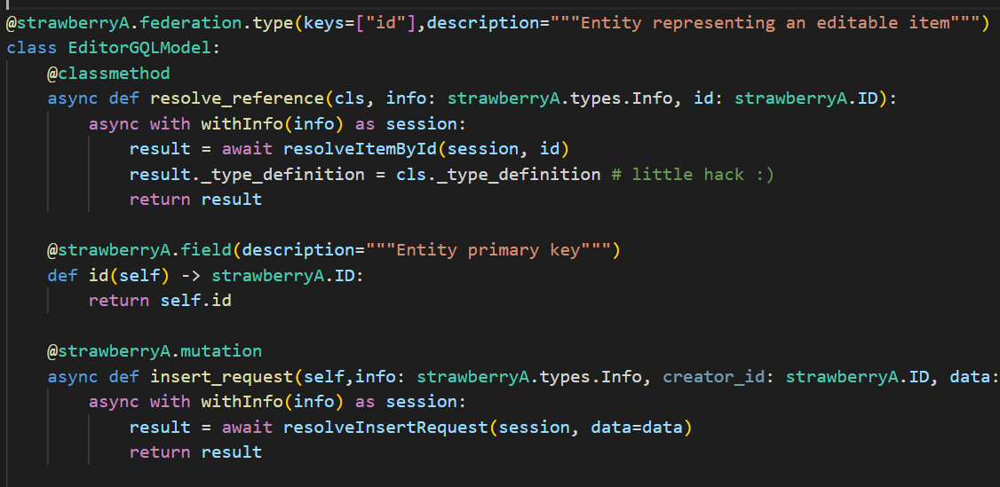 @strawberryA.federation.type(keys=["id"],description="""Entity representing an editable item""")
class EditorGQLModel:
    @classmethod
    async def resolve_reference(cls, info: strawberryA.types.Info, id: strawberryA.ID):
        async with withInfo(info) as session:
            result = await resolveItemById(session, id)
            result._type_definition = cls._type_definition # little hack :)
            return result
    @strawberryA.field(description="""Entity primary key""")
    def id(self) -> strawberryA.ID:
        return self.id
    @strawberryA.mutation
    async def insert_request(self,info: strawberryA.types.Info, creator_id: strawberryA.ID, data:
        async with withInfo(info) as session:
            result = await resolveInsertRequest(session, data=data)
            return result